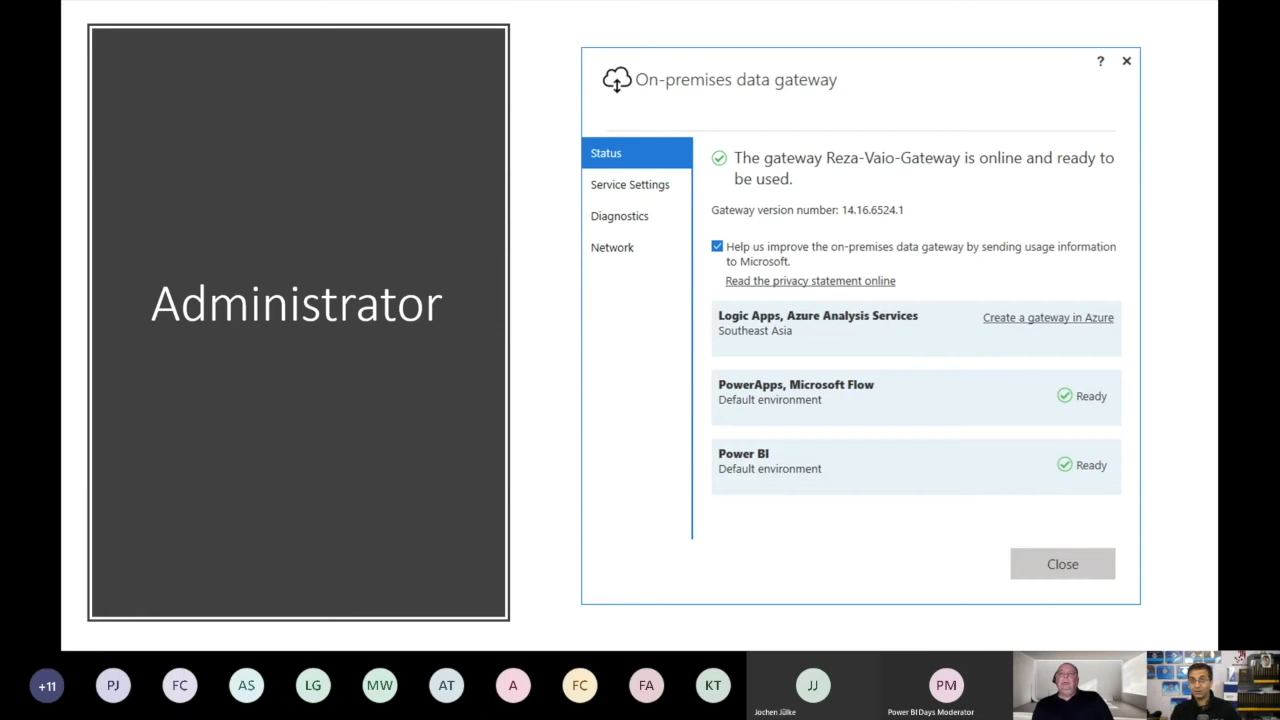 Administrator
? ×
On-premises data gateway
Status
Service Settings
Diagnostics
Network
The gateway Reza-Vaio-Gateway is online and ready to
be used.
Gateway version number: 14.16.6524.1
Help us improve the on-premises data gateway by sending usage information
to Microsoft.
Read the privacy statement online
Logic Apps, Azure Analysis Services
Southeast Asia
Create a gateway in Azure
PowerApps, Microsoft Flow
Default environment
Ready
Power BI
Default environment
Ready
Close
+11 PJ FC AS LG MW AT A FC FA KT JJ PM
Jochen Jülke
Power BI Days Moderator